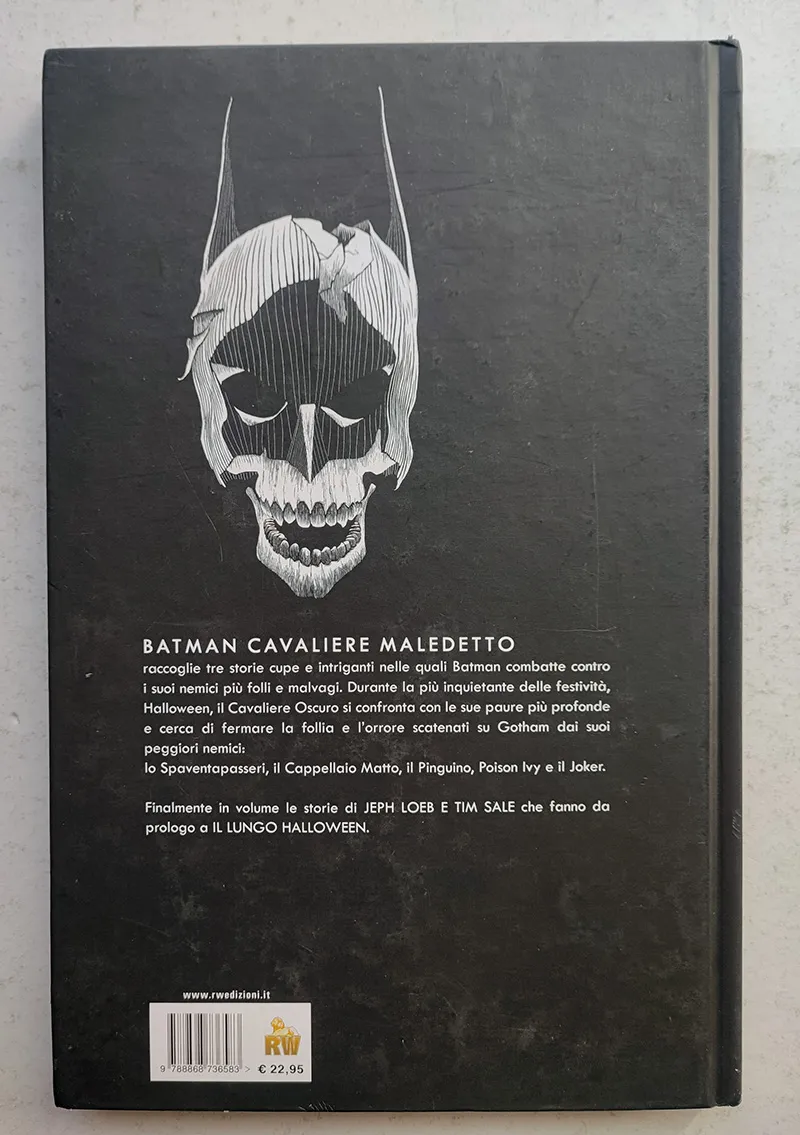 BATMAN CAVALIERE MALEDETTO
raccoglie tre storie cupe e intriganti nelle quali Batman combatte contro
i suoi nemici più folli e malvagi. Durante la più inquietante delle festività,
Halloween, il Cavaliere Oscuro si confronta con le sue paure più profonde
e cerca di fermare la follia e l'orrore scatenati su Gotham dai suoi
peggiori nemici:
lo Spaventapasseri, il Cappellaio Matto, il Pinguino, Poison Ivy e il Joker.
Finalmente in volume le storie di JEPH LOEB E TIM SALE che fanno da
prologo a IL LUNGO HALLOWEEN.
www.rwedizioni.it
RW
9 788868 736583 > € 22,95